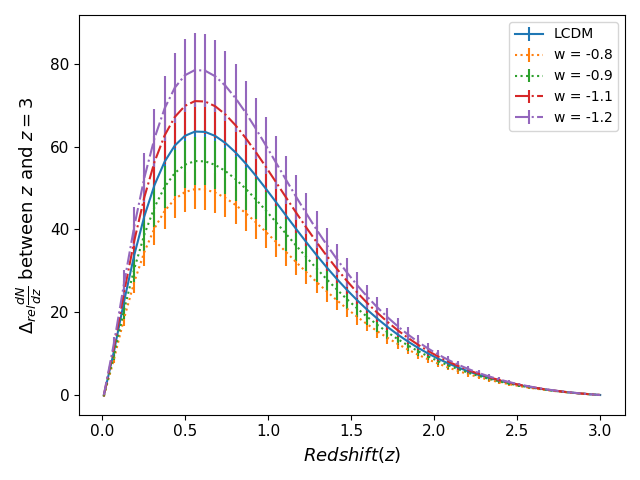 LCDM
w = -0.8
w = -0.9
w = -1.1
w = -1.2
80
60
40
20
0
Δ_rel dN/dz between z and z = 3
0.0 0.5 1.0 1.5 2.0 2.5 3.0
Redshift(z)